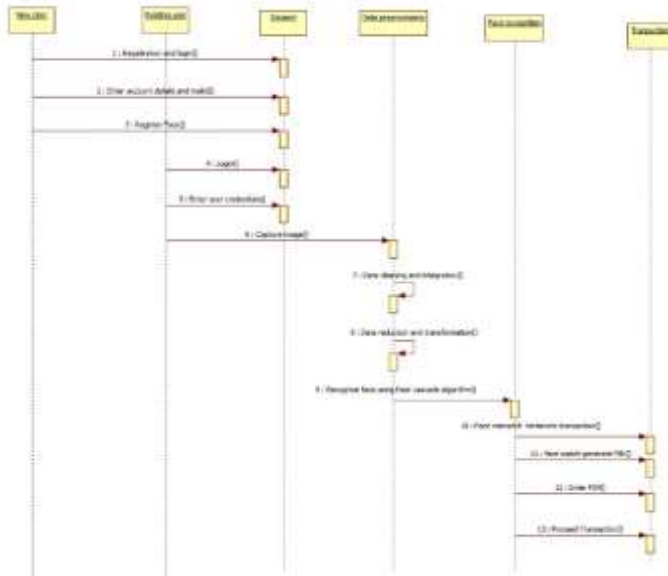 New user
Existing user
Dataset
Data preprocessing
Face recognition
Transaction
1 : Registration and login()
2 : Enter account details and mail()
3 : Register Face()
4 : Login()
5 : Enter user credentials()
6 : Capture image()
7 : Data cleaning and integration()
8 : Data reduction and transformation()
9 : Recognise face using haar cascade algorithm()
10 : Face mismatch terminate transaction()
11 : Face match generate PIN()
12 : Enter PIN()
13 : Proceed Transaction()